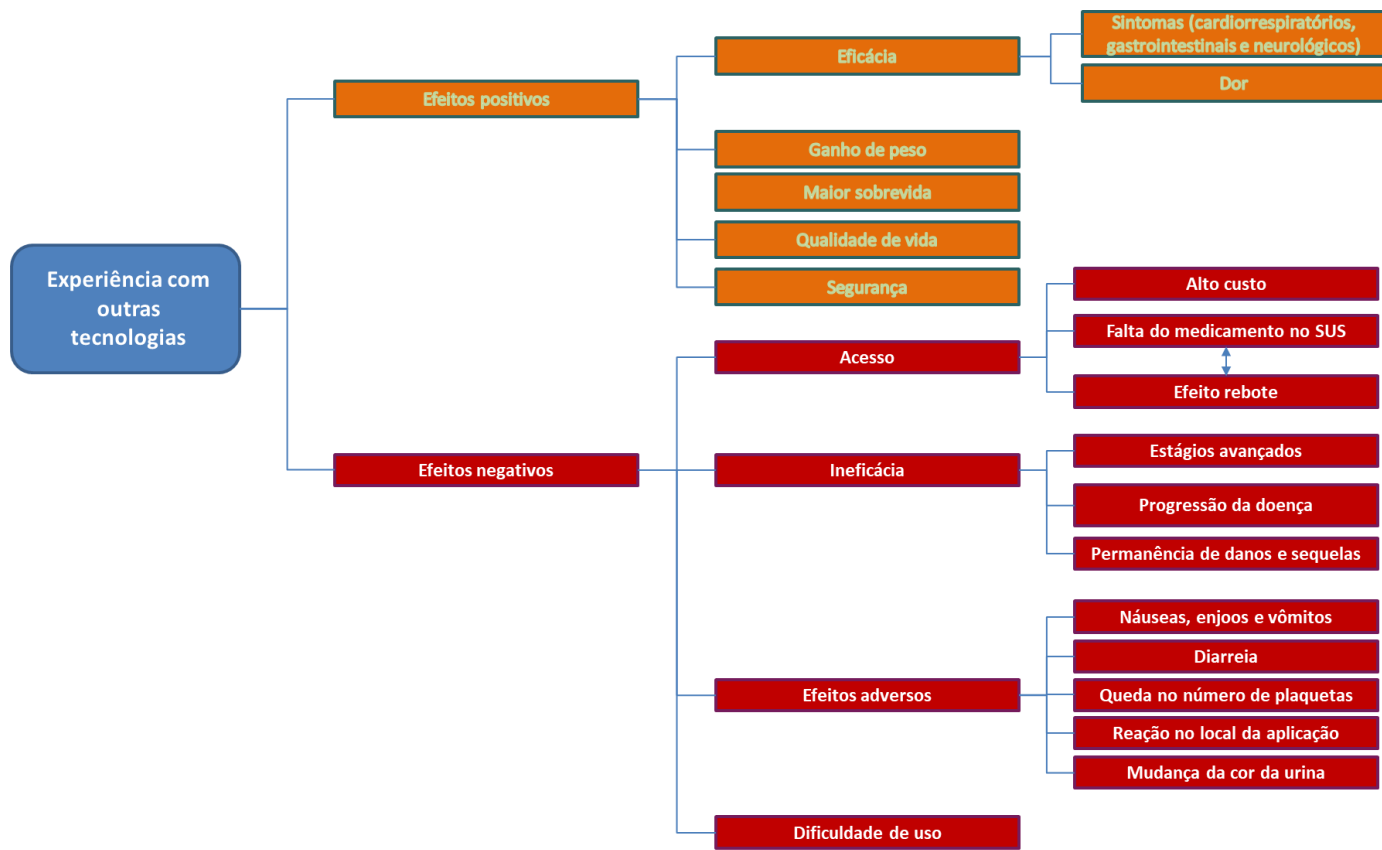 Experiência com
outras
tecnologias
Efeitos positivos
Eficácia
Sintomas (cardiorrespiratórios,
gastrointestinais e neurológicos)
Dor
Ganho de peso
Maior sobrevida
Qualidade de vida
Segurança
Efeitos negativos
Acesso
Alto custo
Falta do medicamento no SUS
Efeito rebote
Ineficácia
Estágios avançados
Progressão da doença
Permanência de danos e sequelas
Efeitos adversos
Náuseas, enjoos e vômitos
Diarreia
Queda no número de plaquetas
Reação no local da aplicação
Mudança da cor da urina
Dificuldade de uso